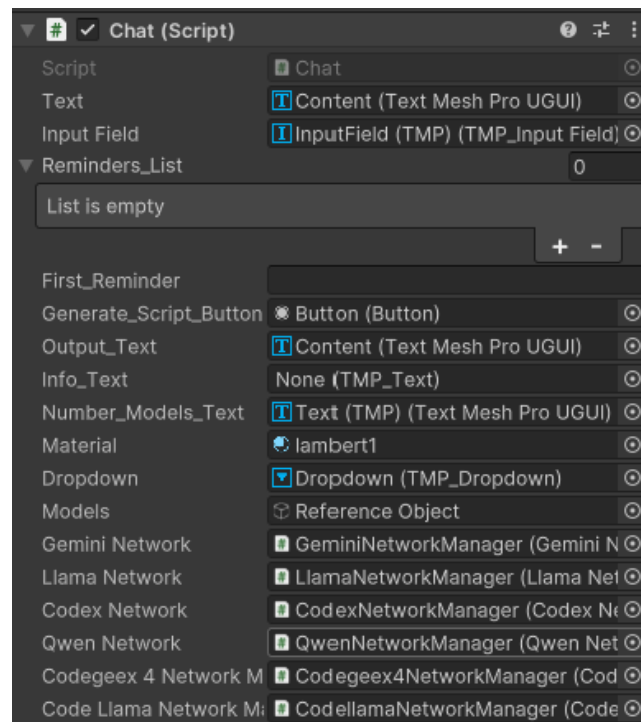 Chat (Script)
Script Chat
Text Content (Text Mesh Pro UGUI)
Input Field InputField (TMP) (TMP_Input Field)
Reminders_List 0
List is empty
+ -
First_Reminder
Generate_Script_Button Button (Button)
Output_Text Content (Text Mesh Pro UGUI)
Info_Text None (TMP_Text)
Number_Models_Text Text (TMP) (Text Mesh Pro UGUI)
Material lambert1
Dropdown Dropdown (TMP_Dropdown)
Models Reference Object
Gemini Network GeminiNetworkManager (Gemini N
Llama Network LlamaNetworkManager (Llama Net
Codex Network CodexNetworkManager (Codex Ne
Qwen Network QwenNetworkManager (Qwen Net
Codegeex 4 Network M Codegeex4NetworkManager (Cod
Code Llama Network Ma CodellamaNetworkManager (Code